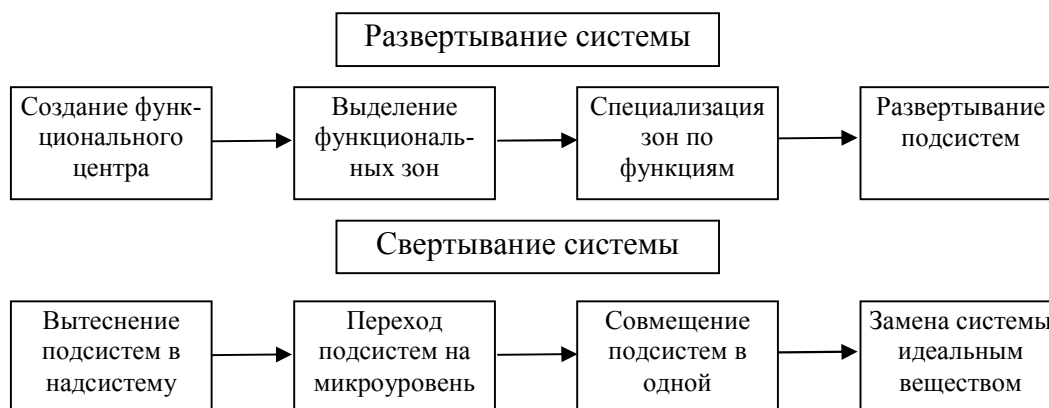 Развертывание системы
Создание функ-
ционального
центра
Выделение
функциональ-
ных зон
Специализация
зон по
функциям
Развертывание
подсистем
Свертывание системы
Вытеснение
подсистем в
надсистему
Переход
подсистем на
микроуровень
Совмещение
подсистем в
одной
Замена системы
идеальным
веществом